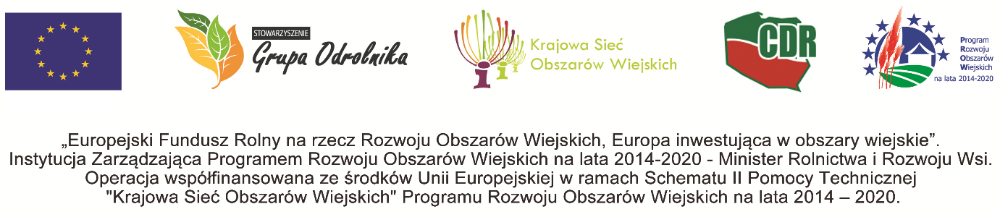 STOWARZYSZENIE
Grupa Odrolnika
Krajowa Sieć
Obszarów Wiejskich
CDR
Program
Rozwoju
Obszarów
Wiejskich
na lata 2014-2020
„Europejski Fundusz Rolny na rzecz Rozwoju Obszarów Wiejskich, Europa inwestująca w obszary wiejskie”.
Instytucja Zarządzająca Programem Rozwoju Obszarów Wiejskich na lata 2014-2020 - Minister Rolnictwa i Rozwoju Wsi.
Operacja współfinansowana ze środków Unii Europejskiej w ramach Schematu II Pomocy Technicznej
"Krajowa Sieć Obszarów Wiejskich" Programu Rozwoju Obszarów Wiejskich na lata 2014 – 2020.